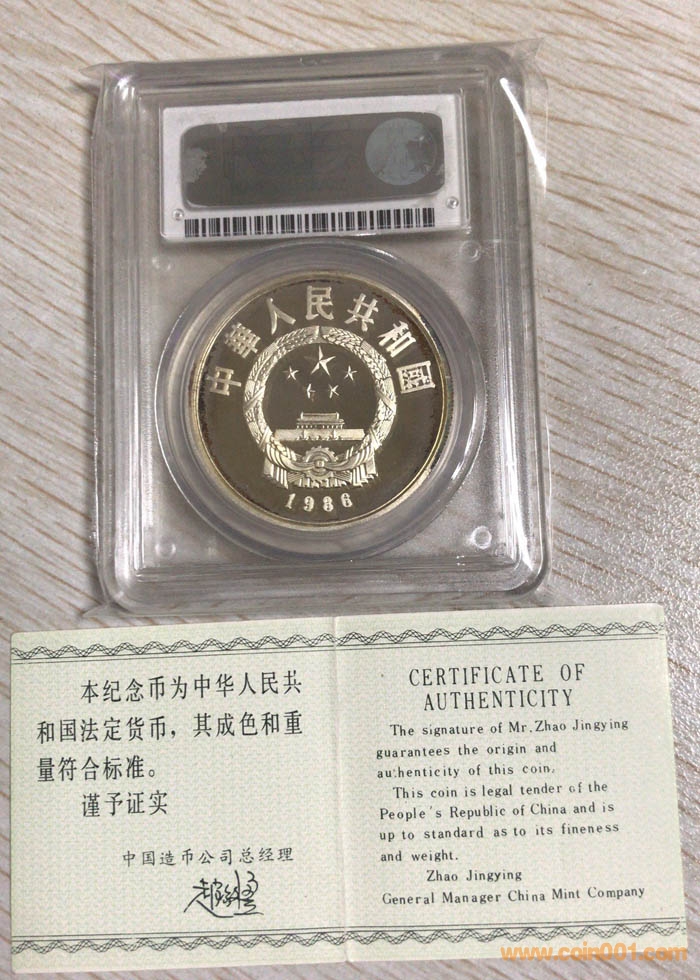 中華人民共和國
1986
本纪念币为中华人民共
和国法定货币，其成色和重
量符合标准。
谨予证实
中国造币公司总经理
CERTIFICATE OF
AUTHENTICITY
The signature of Mr. Zhao Jingying
guarantees the origin and
authenticity of this coin.
This coin is legal tender of the
People's Republic of China and is
up to standard as to its fineness
and weight.
Zhao Jingying
General Manager China Mint Company
www.coin001.com